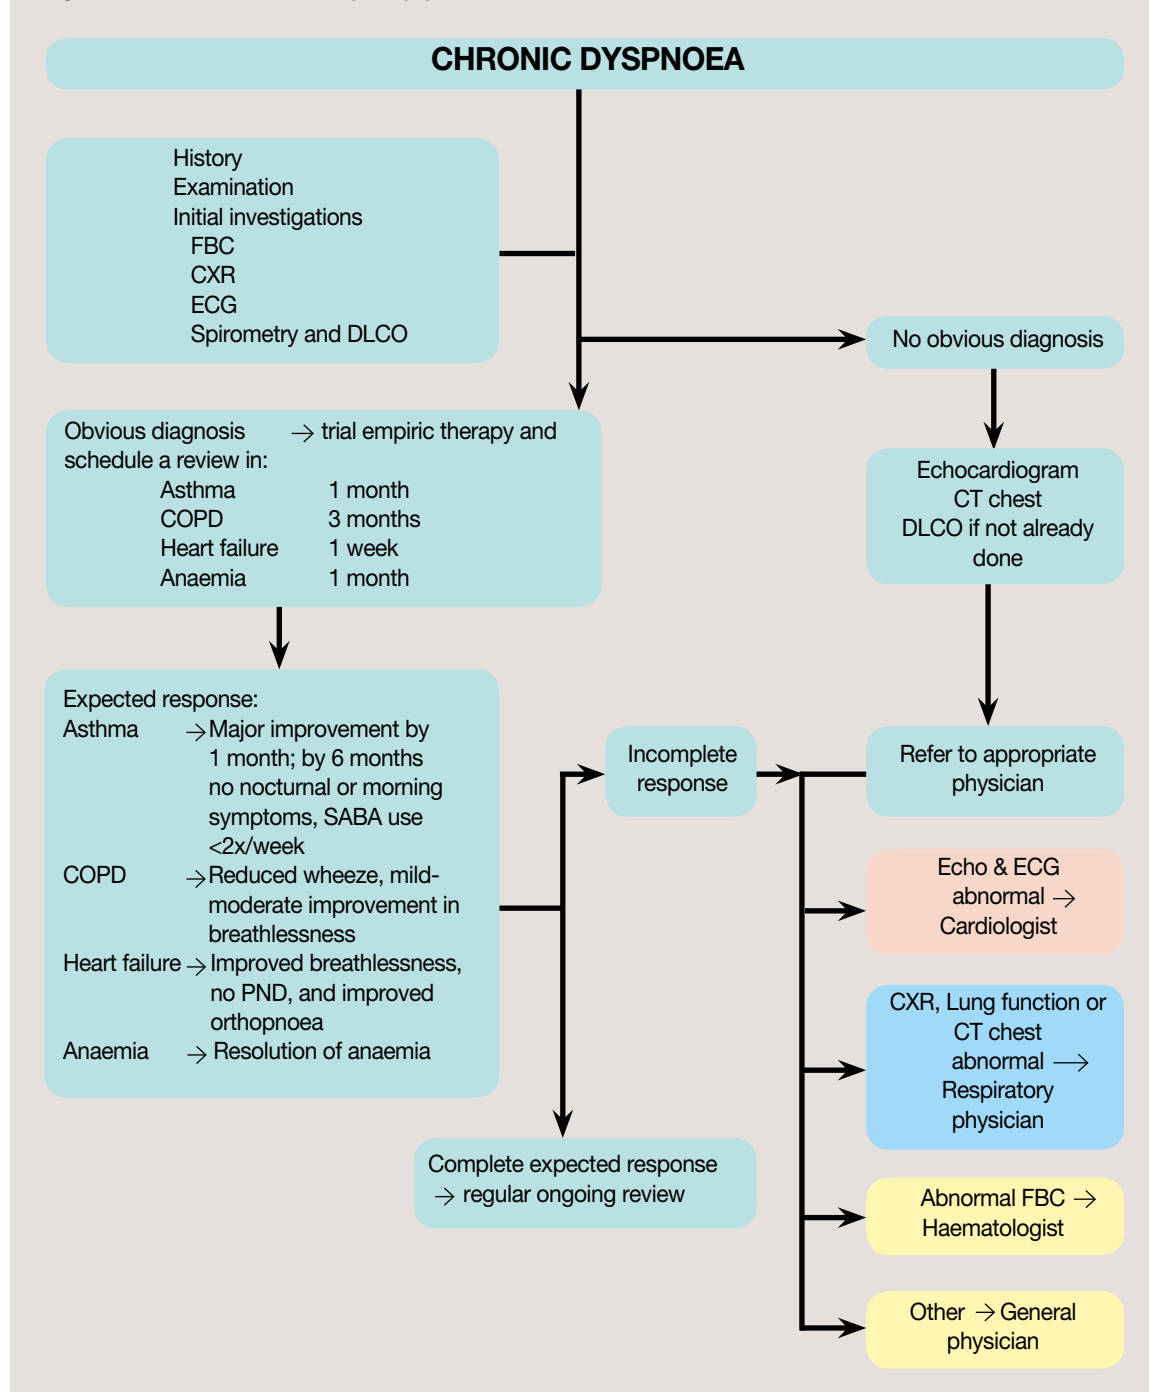 CHRONIC DYSPNOEA
History
Examination
Initial investigations
FBC
CXR
ECG
Spirometry and DLCO
No obvious diagnosis
Obvious diagnosis → trial empiric therapy and
schedule a review in:
Asthma 1 month
COPD 3 months
Heart failure 1 week
Anaemia 1 month
Echocardiogram
CT chest
DLCO if not already
done
Expected response:
Asthma → Major improvement by
1 month; by 6 months
no nocturnal or morning
symptoms, SABA use
<2x/week
COPD → Reduced wheeze, mild-
moderate improvement in
breathlessness
Heart failure → Improved breathlessness,
no PND, and improved
orthopnoea
Anaemia → Resolution of anaemia
Incomplete
response
Refer to appropriate
physician
Echo & ECG
abnormal →
Cardiologist
CXR, Lung function or
CT chest
abnormal →
Respiratory
physician
Complete expected response
→ regular ongoing review
Abnormal FBC →
Haematologist
Other → General
physician